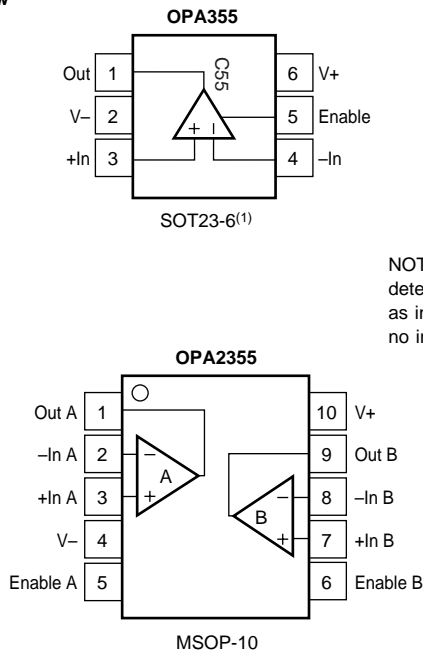 OPA355
Out 1
6 V+
C55
V– 2
5 Enable
+In 3
+ –
4 –In
SOT23-6(1)
NOT
dete
as in
no in
OPA2355
Out A 1
10 V+
–In A 2
–
9 Out B
A
+In A 3
+
–
8 –In B
B
V– 4
+
7 +In B
Enable A 5
6 Enable B
MSOP-10